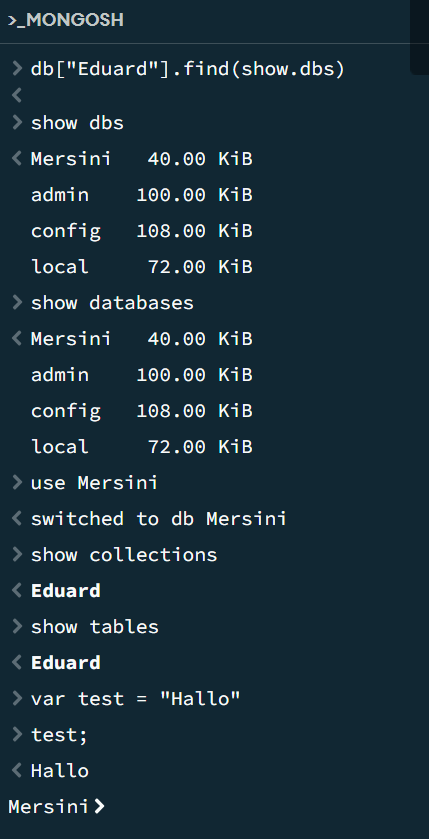 >_MONGOSH
> db["Eduard"].find(show.dbs)
<
> show dbs
< Mersini   40.00 KiB
admin    100.00 KiB
config   108.00 KiB
local     72.00 KiB
> show databases
< Mersini   40.00 KiB
admin    100.00 KiB
config   108.00 KiB
local     72.00 KiB
> use Mersini
< switched to db Mersini
> show collections
< Eduard
> show tables
< Eduard
> var test = "Hallo"
> test;
< Hallo
Mersini>